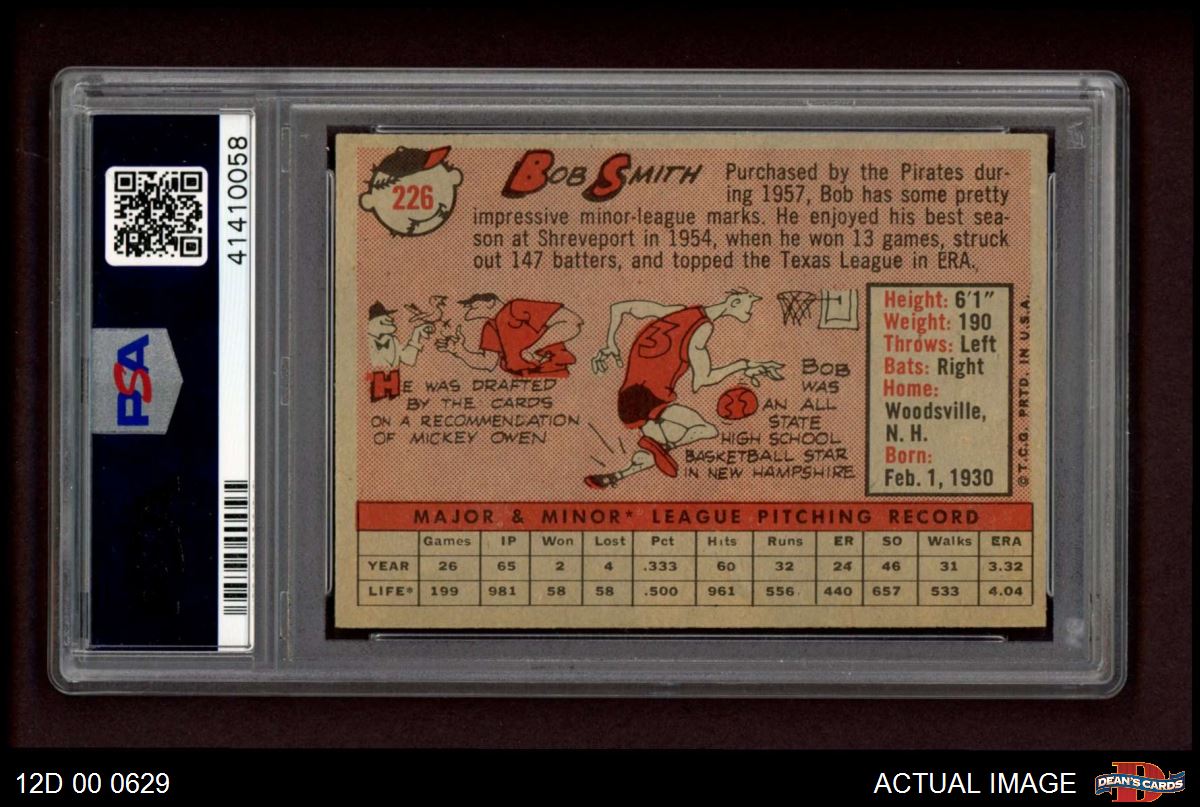 41410058
PSA
226
BOB SMITH
Purchased by the Pirates dur-
ing 1957, Bob has some pretty
impressive minor-league marks. He enjoyed his best sea-
son at Shreveport in 1954, when he won 13 games, struck
out 147 batters, and topped the Texas League in ERA,
HE WAS DRAFTED
BY THE CARDS
ON A RECOMMENDATION
OF MICKEY OWEN
BOB
WAS
AN ALL
STATE
HIGH SCHOOL
BASKETBALL STAR
IN NEW HAMPSHIRE
Height: 6'1"
Weight: 190
Throws: Left
Bats: Right
Home:
Woodsville,
N. H.
Born:
Feb. 1, 1930
© T.C.G. PRTD. IN U.S.A.
MAJOR & MINOR* LEAGUE PITCHING RECORD
Games IP Won Lost Pct Hits Runs ER SO Walks ERA
YEAR 26 65 2 4 .333 60 32 24 46 31 3.32
LIFE* 199 981 58 58 .500 961 556 440 657 533 4.04
12D 00 0629
ACTUAL IMAGE
DEAN'S CARDS